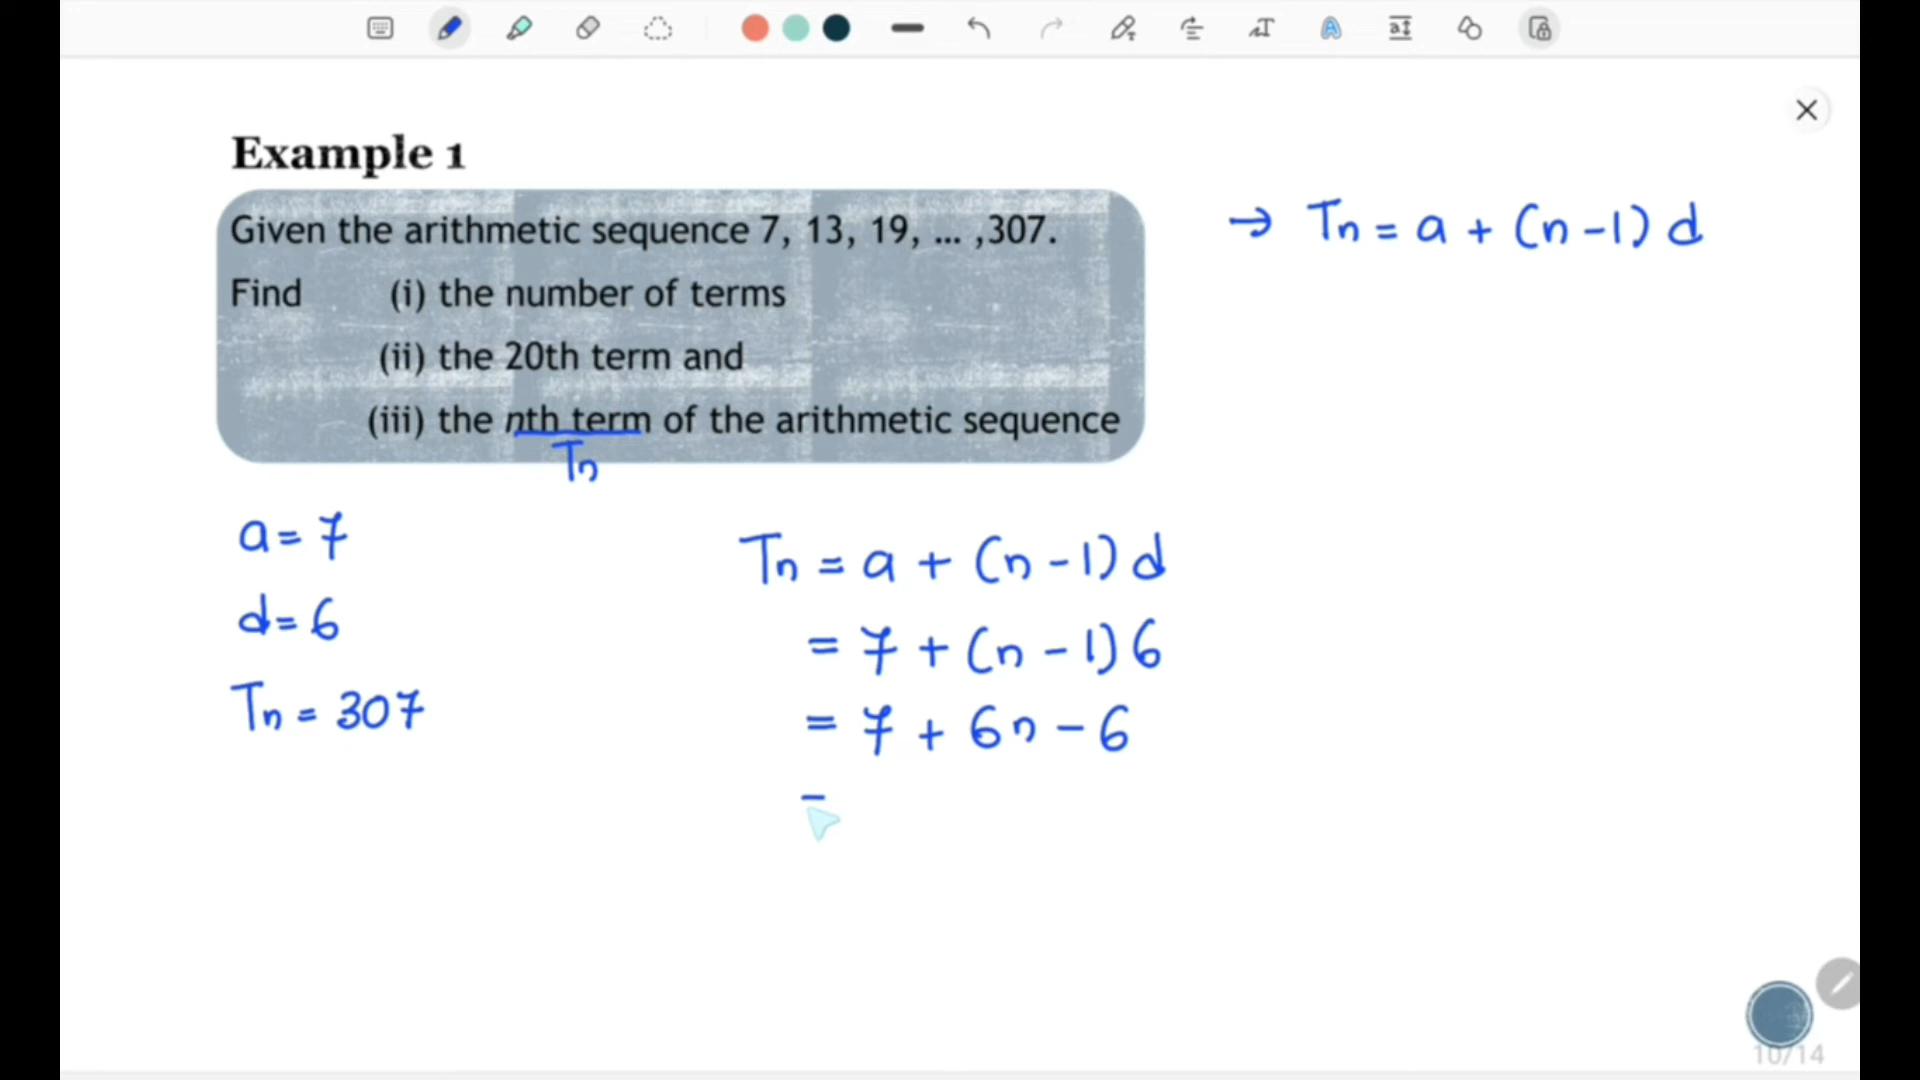 Example 1
Given the arithmetic sequence 7, 13, 19, ... ,307.
→ Tn = a + (n - 1) d
Find (i) the number of terms
(ii) the 20th term and
(iii) the nth term of the arithmetic sequence
Tn
a = 7
d = 6
Tn = 307
Tn = a + (n - 1) d
= 7 + (n - 1) 6
= 7 + 6n - 6
10/14